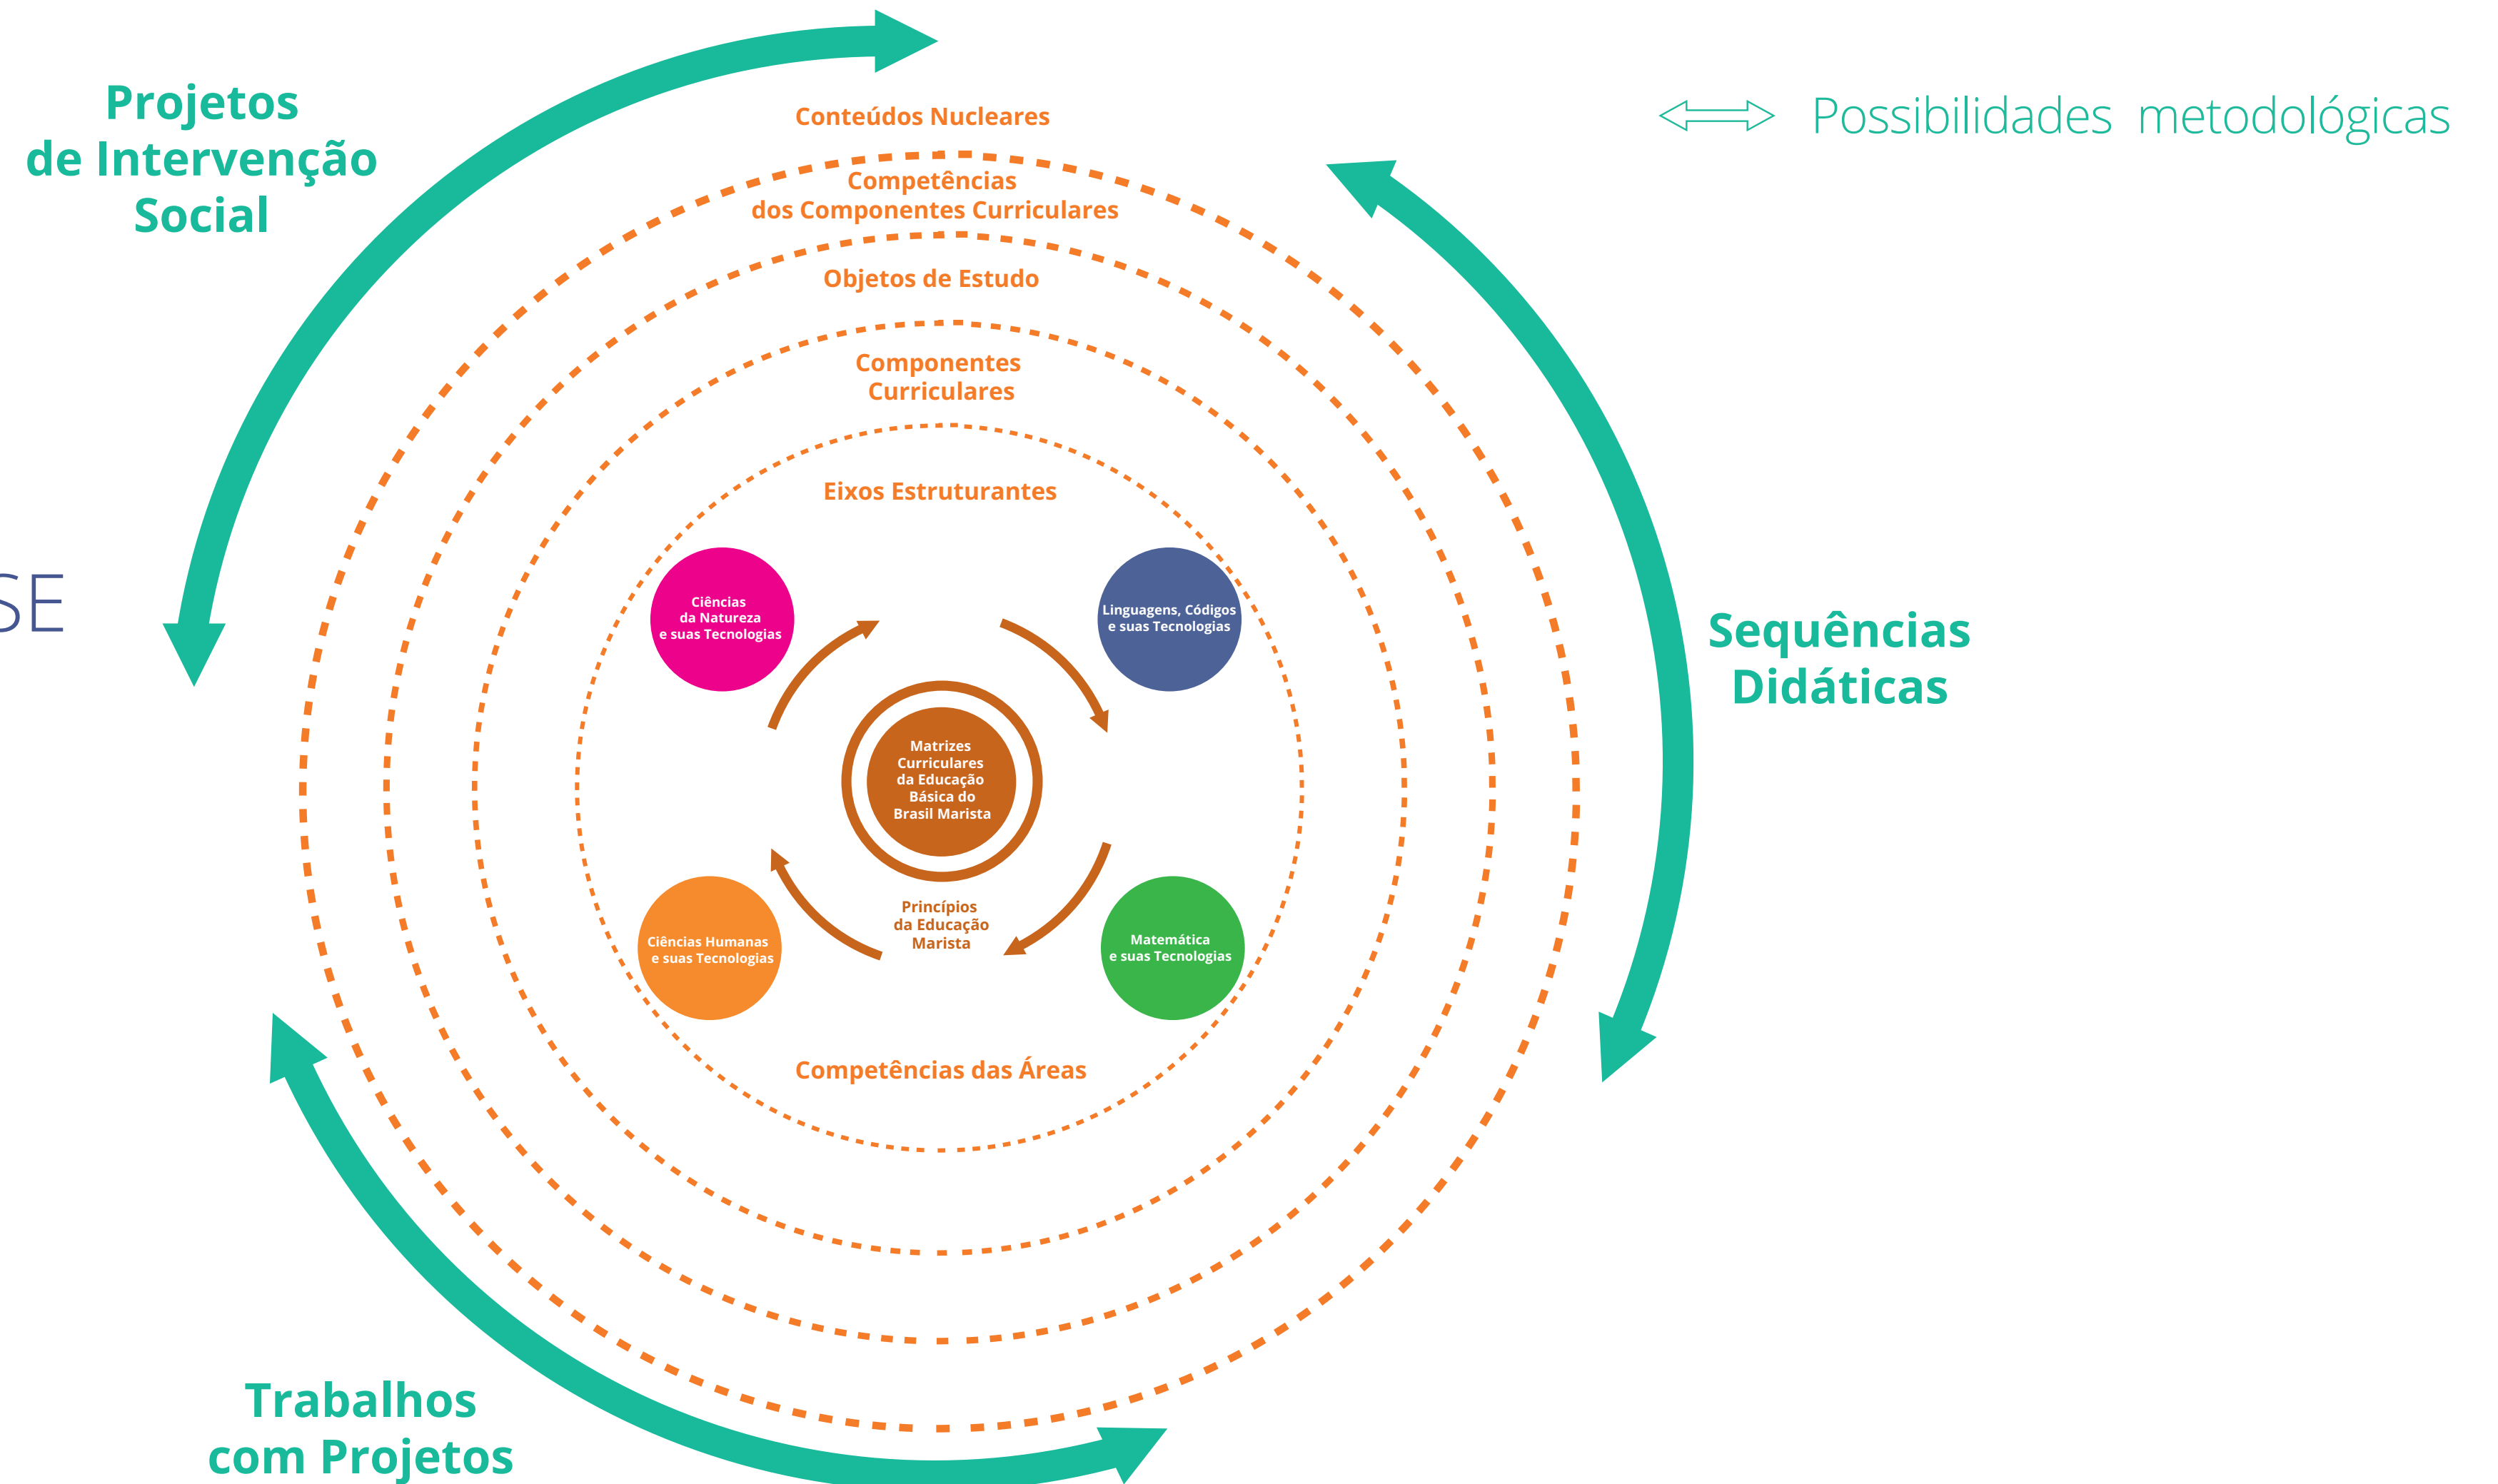 Projetos
de Intervenção
Social
Possibilidades metodológicas
Conteúdos Nucleares
Competências
dos Componentes Curriculares
Objetos de Estudo
Componentes
Curriculares
Eixos Estruturantes
SE
Ciências
da Natureza
e suas Tecnologias
Linguagens, Códigos
e suas Tecnologias
Sequências
Didáticas
Matrizes
Curriculares
da Educação
Básica do
Brasil Marista
Princípios
da Educação
Marista
Ciências Humanas
e suas Tecnologias
Matemática
e suas Tecnologias
Competências das Áreas
Trabalhos
com Projetos